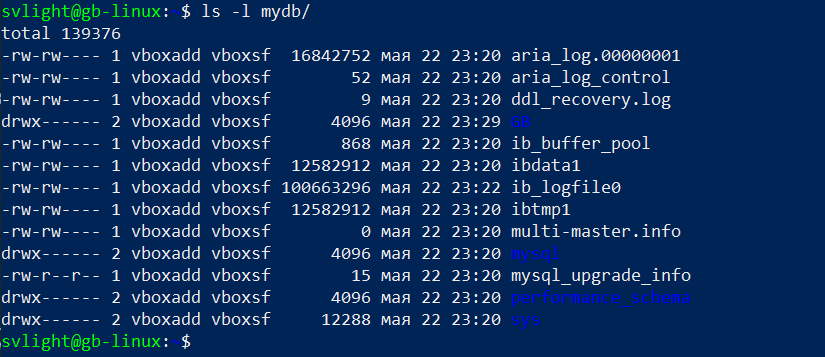 svlight@gb-linux:~$ ls -l mydb/
total 139376
-rw-rw---- 1 vboxadd vboxsf  16842752 мая 22 23:20 aria_log.00000001
-rw-rw---- 1 vboxadd vboxsf        52 мая 22 23:20 aria_log_control
-rw-rw---- 1 vboxadd vboxsf         9 мая 22 23:20 ddl_recovery.log
drwx------ 2 vboxadd vboxsf      4096 мая 22 23:29 GB
-rw-rw---- 1 vboxadd vboxsf       868 мая 22 23:20 ib_buffer_pool
-rw-rw---- 1 vboxadd vboxsf  12582912 мая 22 23:20 ibdata1
-rw-rw---- 1 vboxadd vboxsf 100663296 мая 22 23:22 ib_logfile0
-rw-rw---- 1 vboxadd vboxsf  12582912 мая 22 23:20 ibtmp1
-rw-rw---- 1 vboxadd vboxsf         0 мая 22 23:20 multi-master.info
drwx------ 2 vboxadd vboxsf      4096 мая 22 23:20 mysql
-rw-r--r-- 1 vboxadd vboxsf        15 мая 22 23:20 mysql_upgrade_info
drwx------ 2 vboxadd vboxsf      4096 мая 22 23:20 performance_schema
drwx------ 2 vboxadd vboxsf     12288 мая 22 23:20 sys
svlight@gb-linux:~$